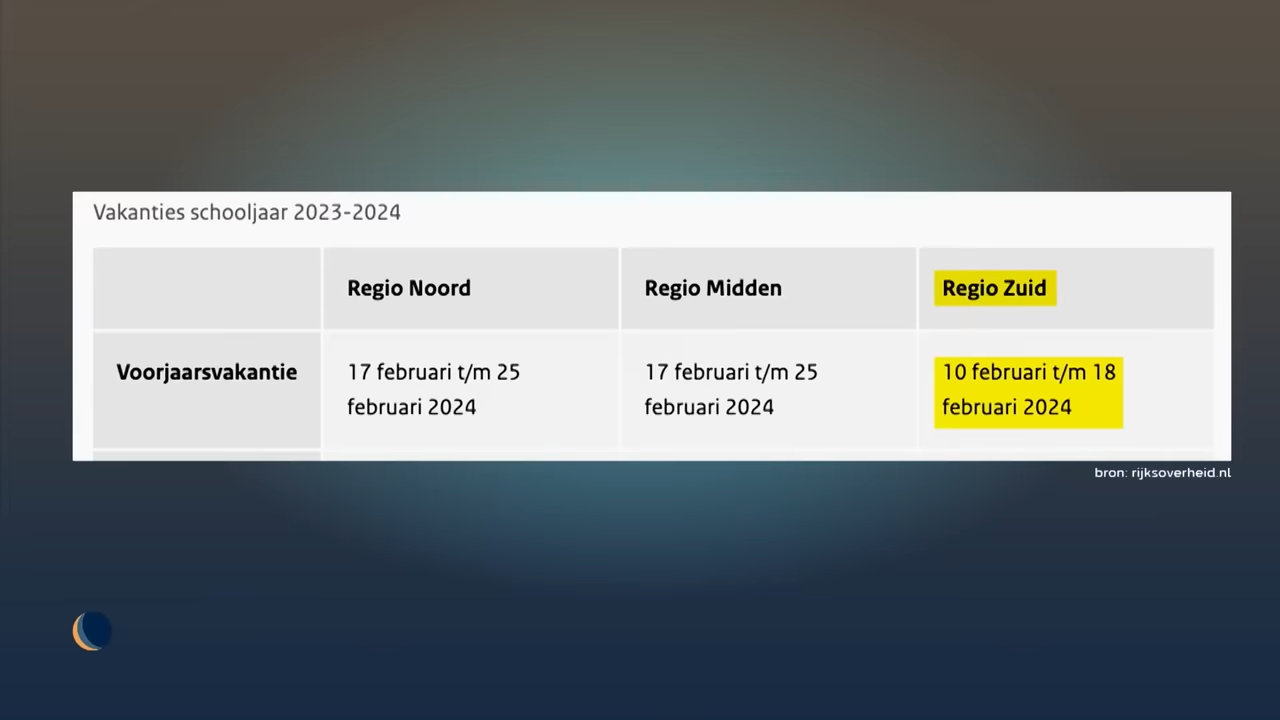 Vakanties schooljaar 2023-2024
Regio Noord
Regio Midden
Regio Zuid
Voorjaarsvakantie
17 februari t/m 25
februari 2024
17 februari t/m 25
februari 2024
10 februari t/m 18
februari 2024
bron: rijksoverheid.nl